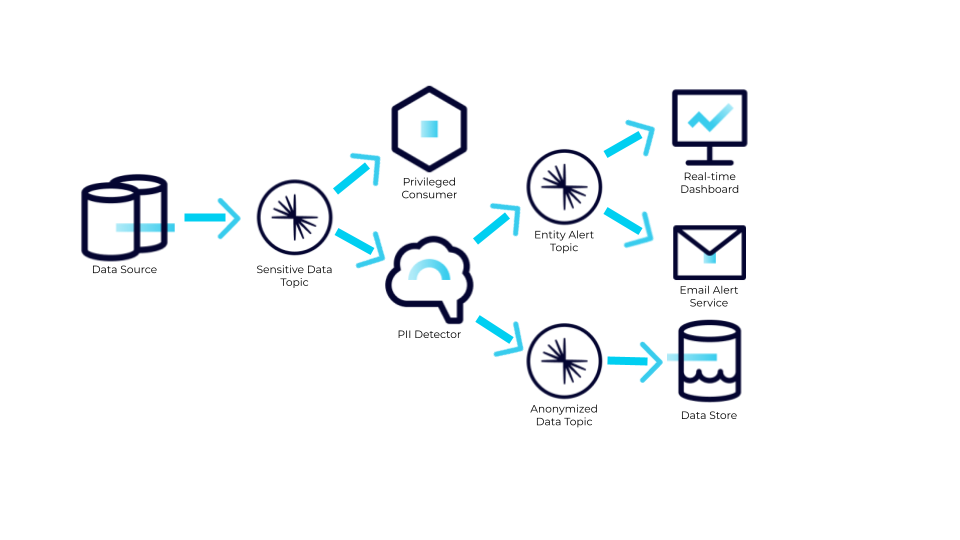 Data Source
Sensitive Data
Topic
Privileged
Consumer
PII Detector
Entity Alert
Topic
Anonymized
Data Topic
Real-time
Dashboard
Email Alert
Service
Data Store